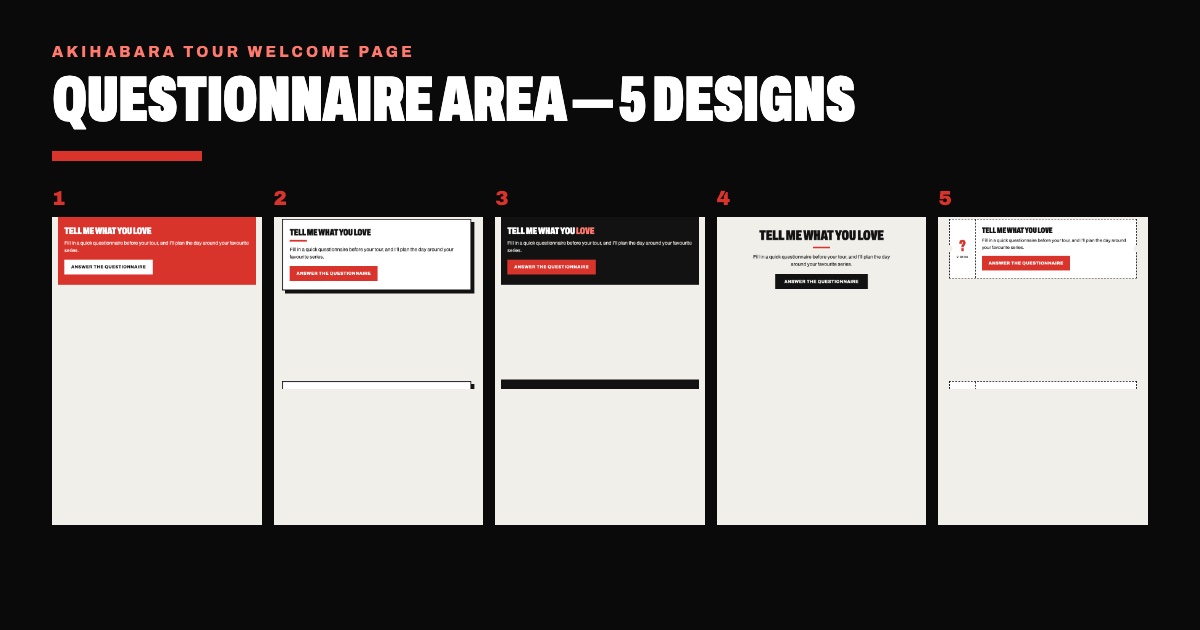 AKIHABARA TOUR WELCOME PAGE
QUESTIONNAIRE AREA — 5 DESIGNS
1
TELL ME WHAT YOU LOVE
Fill in a quick questionnaire before your tour, and I'll plan the day around your favourite
series.
ANSWER THE QUESTIONNAIRE
2
TELL ME WHAT YOU LOVE
Fill in a quick questionnaire before your tour, and I'll plan the day around your
favourite series.
ANSWER THE QUESTIONNAIRE
3
TELL ME WHAT YOU LOVE
Fill in a quick questionnaire before your tour, and I'll plan the day around your favourite
series.
ANSWER THE QUESTIONNAIRE
4
TELL ME WHAT YOU LOVE
Fill in a quick questionnaire before your tour, and I'll plan the day
around your favourite series.
ANSWER THE QUESTIONNAIRE
5
?
TELL ME WHAT YOU LOVE
Fill in a quick questionnaire before your tour, and I'll plan the day around
your favourite series.
ANSWER THE QUESTIONNAIRE